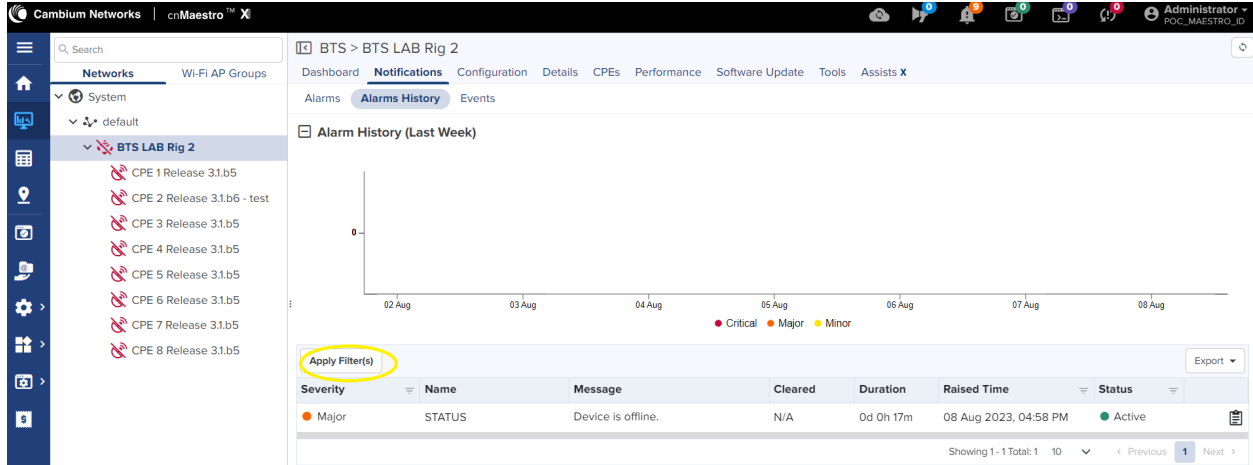 Cambium Networks | cnMaestro™ X
0 9 0 0 0 Administrator
POC_MAESTRO_ID
Search
Networks Wi-Fi AP Groups
System
default
BTS LAB Rig 2
CPE 1 Release 3.1.b5
CPE 2 Release 3.1.b6 - test
CPE 3 Release 3.1.b5
CPE 4 Release 3.1.b5
CPE 5 Release 3.1.b5
CPE 6 Release 3.1.b5
CPE 7 Release 3.1.b5
CPE 8 Release 3.1.b5
BTS > BTS LAB Rig 2
Dashboard Notifications Configuration Details CPEs Performance Software Update Tools Assists X
Alarms Alarms History Events
Alarm History (Last Week)
0
02 Aug 03 Aug 04 Aug 05 Aug 06 Aug 07 Aug 08 Aug
Critical Major Minor
Apply Filter(s) Export
Severity Name Message Cleared Duration Raised Time Status
Major STATUS Device is offline. N/A 0d 0h 17m 08 Aug 2023, 04:58 PM Active
Showing 1 - 1 Total: 1 10 < Previous 1 Next >